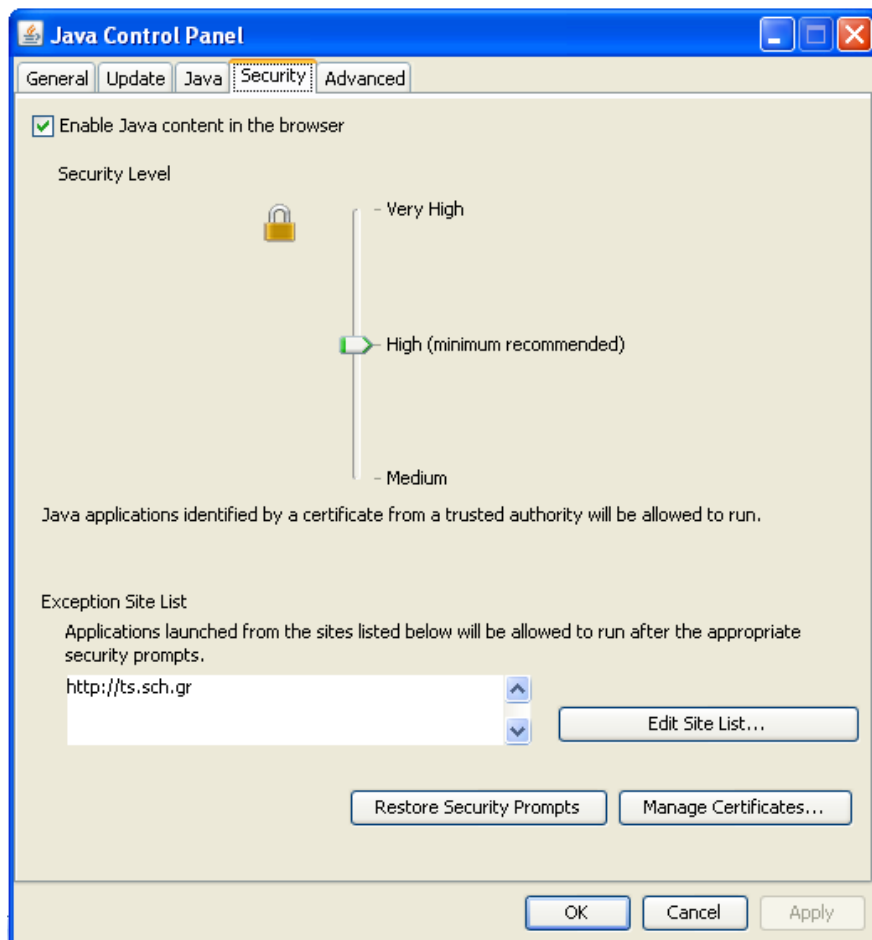 Java Control Panel
General Update Java Security Advanced
Enable Java content in the browser
Security Level
- Very High
- High (minimum recommended)
- Medium
Java applications identified by a certificate from a trusted authority will be allowed to run.
Exception Site List
Applications launched from the sites listed below will be allowed to run after the appropriate
security prompts.
http://ts.sch.gr
Edit Site List...
Restore Security Prompts Manage Certificates...
OK Cancel Apply